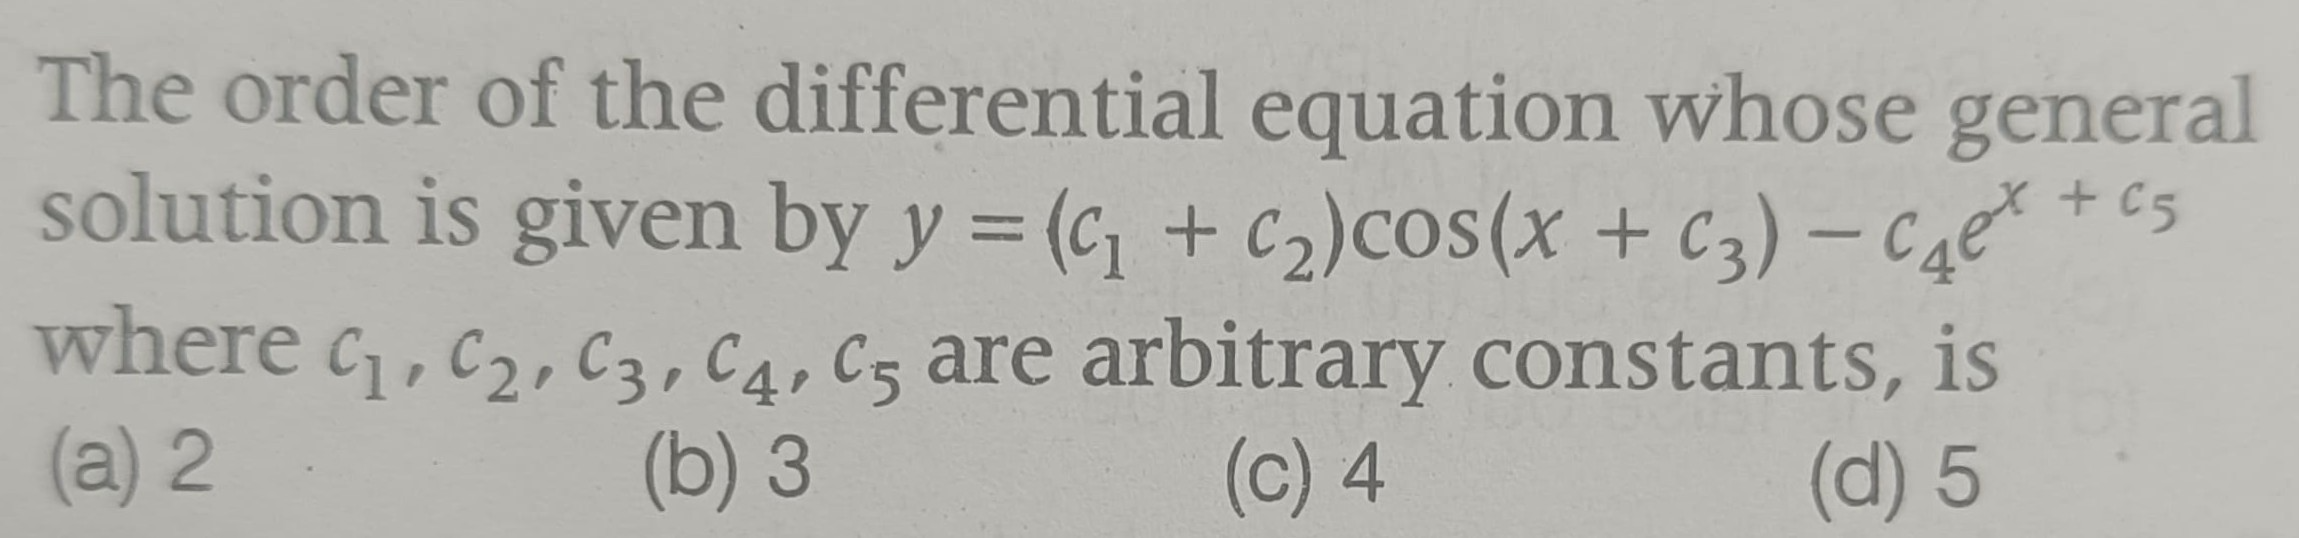 The order of the differential equation whose general
solution is given by y = (c₁ + c₂)cos(x + c₃) − c₄eˣ ⁺ ᶜ⁵
where c₁, c₂, c₃, c₄, c₅ are arbitrary constants, is
(a) 2 (b) 3 (c) 4 (d) 5